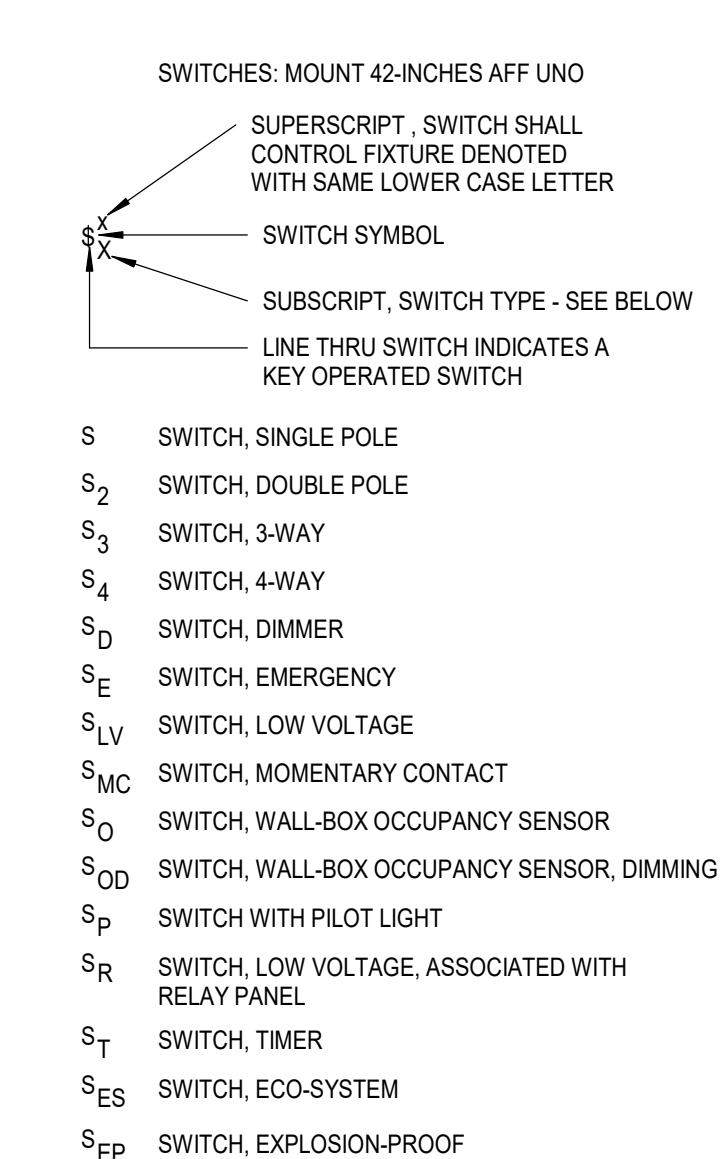 SWITCHES: MOUNT 42-INCHES AFF UNO
SUPERSCRIPT , SWITCH SHALL
CONTROL FIXTURE DENOTED
WITH SAME LOWER CASE LETTER
$x X
SWITCH SYMBOL
SUBSCRIPT, SWITCH TYPE - SEE BELOW
LINE THRU SWITCH INDICATES A
KEY OPERATED SWITCH
S SWITCH, SINGLE POLE
S2 SWITCH, DOUBLE POLE
S3 SWITCH, 3-WAY
S4 SWITCH, 4-WAY
SD SWITCH, DIMMER
SE SWITCH, EMERGENCY
SLV SWITCH, LOW VOLTAGE
SMC SWITCH, MOMENTARY CONTACT
SO SWITCH, WALL-BOX OCCUPANCY SENSOR
SOD SWITCH, WALL-BOX OCCUPANCY SENSOR, DIMMING
SP SWITCH WITH PILOT LIGHT
SR SWITCH, LOW VOLTAGE, ASSOCIATED WITH
RELAY PANEL
ST SWITCH, TIMER
SES SWITCH, ECO-SYSTEM
SEP SWITCH, EXPLOSION-PROOF